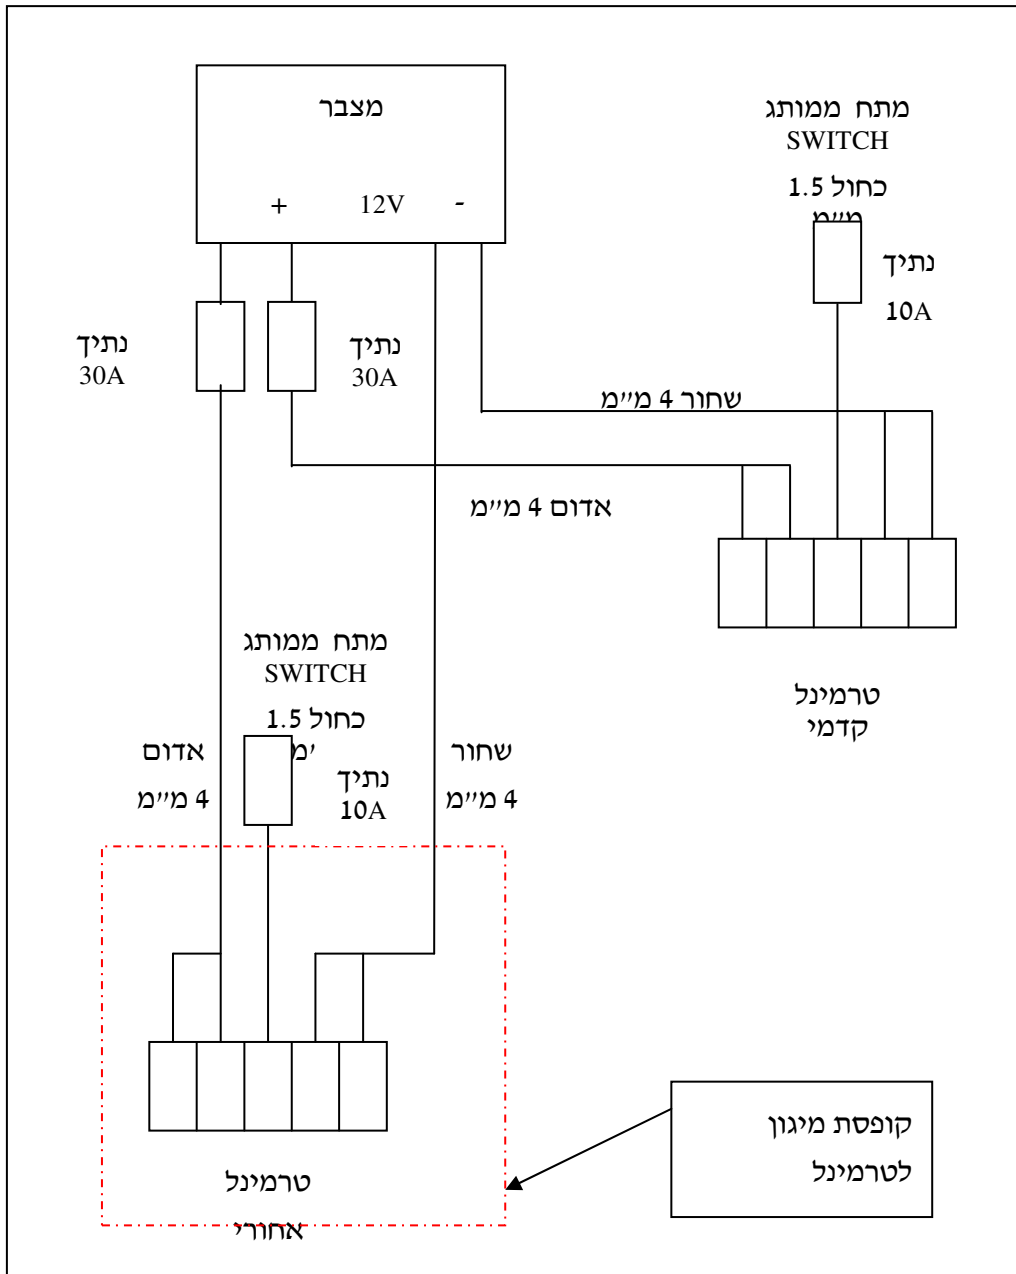 מצבר
+ 12V -
מתח ממותג
SWITCH
כחול 1.5
מ״מ
נתיך
10A
נתיך
30A
נתיך
30A
שחור 4 מ״מ
אדום 4 מ״מ
טרמינל
קדמי
מתח ממותג
SWITCH
כחול 1.5
נתיך
10A
אדום
4 מ״מ
שחור
4 מ״מ
טרמינל
אחורי
קופסת מיגון
לטרמינל